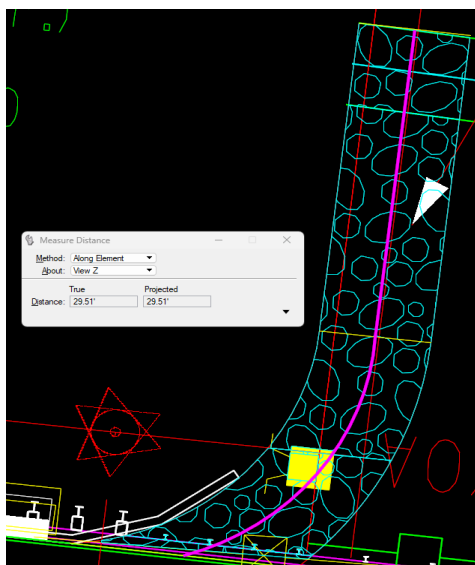 Measure Distance
Method: Along Element
About: View Z
True Projected
Distance: 29.51' 29.51'